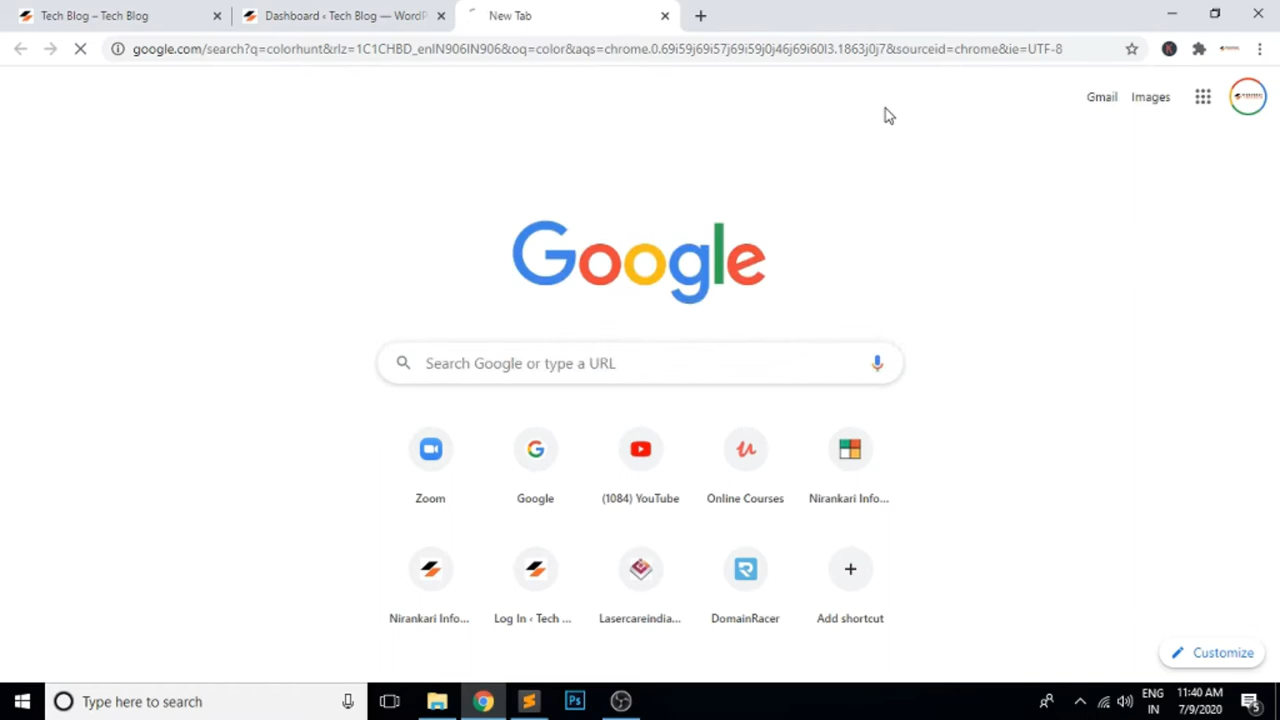 Tech Blog – Tech Blog
Dashboard ‹ Tech Blog — WordP
New Tab
google.com/search?q=colorhunt&rlz=1C1CHBD_enIN906IN906&oq=color&aqs=chrome.0.69i59j69i57j69i59j0j46j69i60l3.1863j0j7&sourceid=chrome&ie=UTF-8
K
Gmail Images
Google
Search Google or type a URL
Zoom
Google
(1084) YouTube
Online Courses
Nirankari Info...
Nirankari Info...
Log In ‹ Tech ...
Lasercareindia...
DomainRacer
Add shortcut
Customize
Type here to search
Ps
ENG
IN
11:40 AM
7/9/2020
5